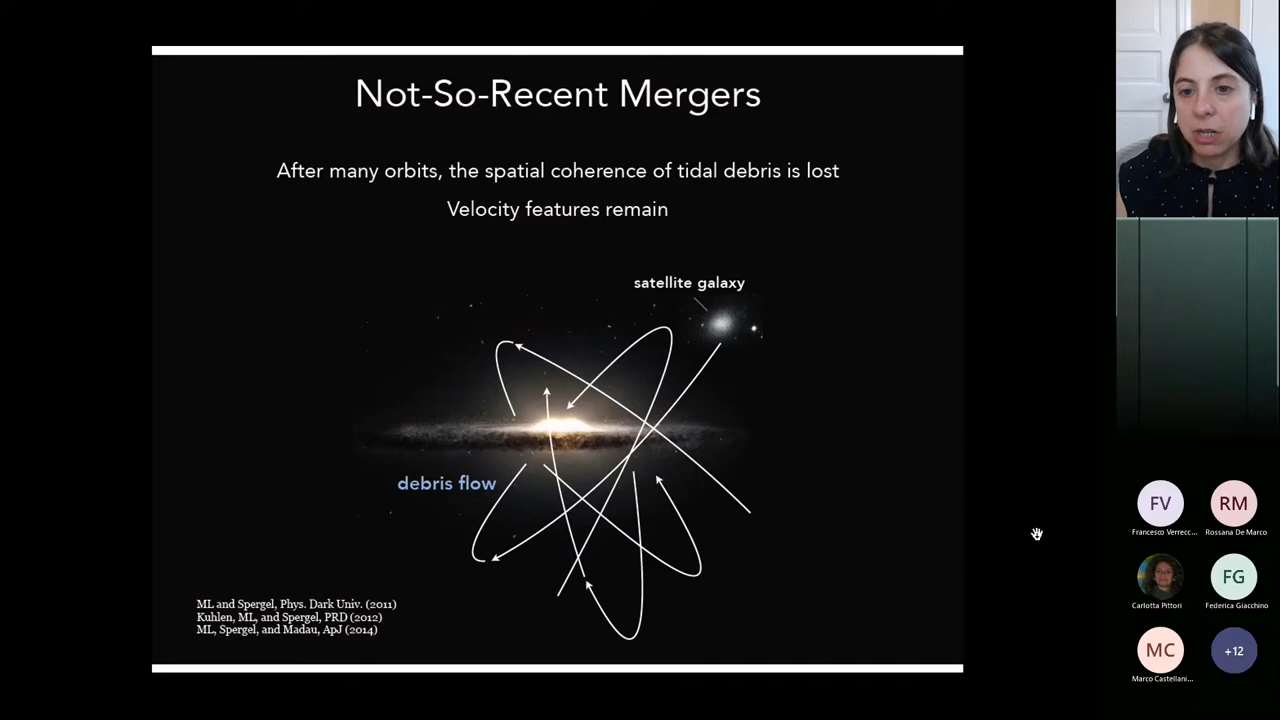 Not-So-Recent Mergers
After many orbits, the spatial coherence of tidal debris is lost
Velocity features remain
satellite galaxy
debris flow
ML and Spergel, Phys. Dark Univ. (2011)
Kuhlen, ML, and Spergel, PRD (2012)
ML, Spergel, and Madau, ApJ (2014)
FV
RM
Francesco Verrecc...
Rossana De Marco
FG
Carlotta Pittori
Federica Giacchino
MC
+12
Marco Castellani...